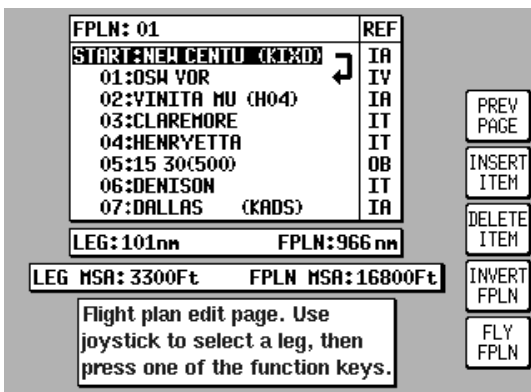 FPLN: 01 REF
START:NEW CENTU (KIXD) IA
01:OSW VOR IV
02:VINITA MU (H04) IA
03:CLAREMORE IT
04:HENRYETTA IT
05:15 30(500) OB
06:DENISON IT
07:DALLAS (KADS) IA
LEG:101nm FPLN:966 nm
LEG MSA: 3300Ft FPLN MSA:16800Ft
Flight plan edit page. Use
joystick to select a leg, then
press one of the function keys.
PREV
PAGE
INSERT
ITEM
DELETE
ITEM
INVERT
FPLN
FLY
FPLN